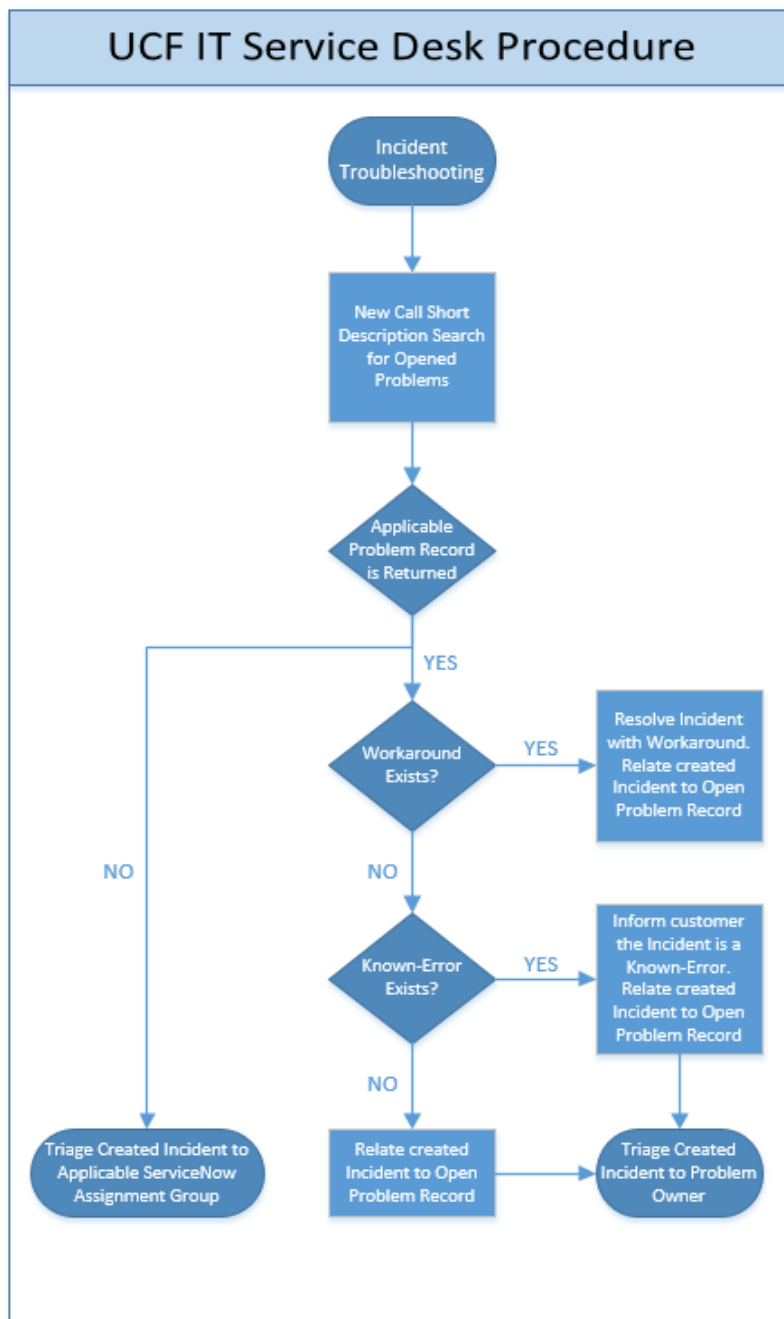 UCF IT Service Desk Procedure
Incident
Troubleshooting
New Call Short
Description Search
for Opened
Problems
Applicable
Problem Record
is Returned
YES
Workaround
Exists?
YES
Resolve Incident
with Workaround.
Relate created
Incident to Open
Problem Record
NO
NO
Known-Error
Exists?
YES
Inform customer
the Incident is a
Known-Error.
Relate created
Incident to Open
Problem Record
NO
Triage Created Incident to
Applicable ServiceNow
Assignment Group
Relate created
Incident to Open
Problem Record
Triage Created
Incident to Problem
Owner